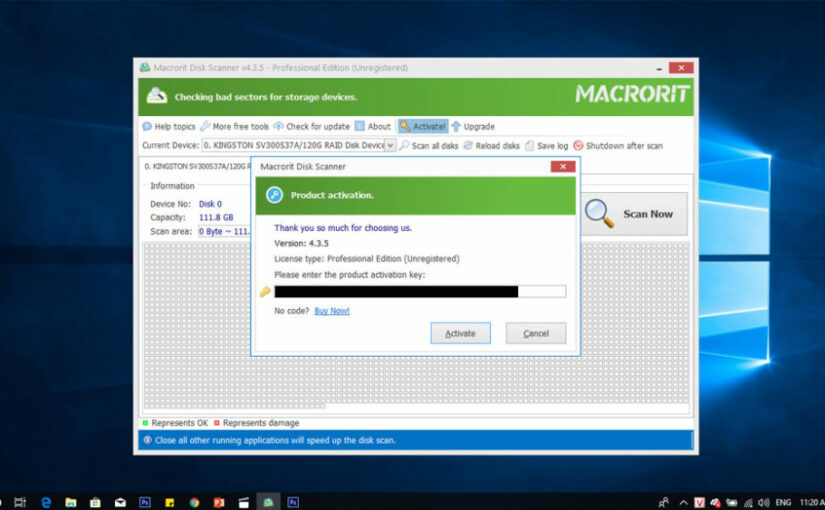 Macrorit Disk Scanner v4.3.5 - Professional Edition (Unregistered)
Checking bad sectors for storage devices.
MACRORIT
Help topics More free tools Check for update About Activate! Upgrade
Current Device: 0. KINGSTON SV300S37A/120G RAID Disk Device Scan all disks Reload disks Save log Shutdown after scan
0. KINGSTON SV300S37A/120G R
Information
Device No: Disk 0
Capacity: 111.8 GB
Scan area: 0 Byte ~ 111.
Scan Now
Macrorit Disk Scanner
Product activation.
Thank you so much for choosing us.
Version: 4.3.5
License type: Professional Edition (Unregistered)
Please enter the product activation key:
No code? Buy Now!
Activate Cancel
Represents OK Represents damage
Close all other running applications will speed up the disk scan.
ENG 11:20 A